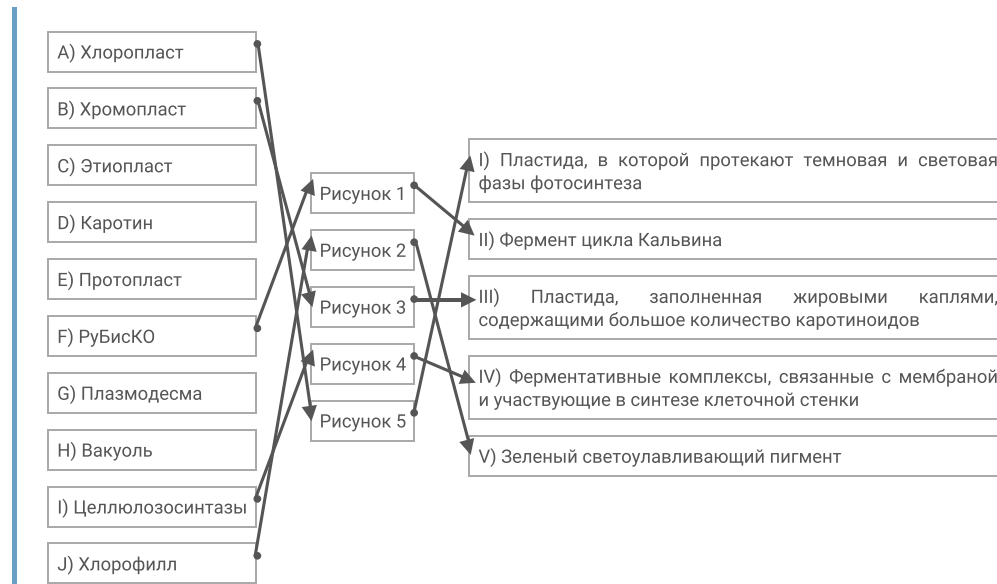 A) Хлоропласт
B) Хромопласт
C) Этиопласт
D) Каротин
E) Протопласт
F) РуБисКО
G) Плазмодесма
H) Вакуоль
I) Целлюлозосинтазы
J) Хлорофилл
Рисунок 1
Рисунок 2
Рисунок 3
Рисунок 4
Рисунок 5
I) Пластида, в которой протекают темновая и световая
фазы фотосинтеза
II) Фермент цикла Кальвина
III) Пластида, заполненная жировыми каплями,
содержащими большое количество каротиноидов
IV) Ферментативные комплексы, связанные с мембраной
и участвующие в синтезе клеточной стенки
V) Зеленый светоулавливающий пигмент